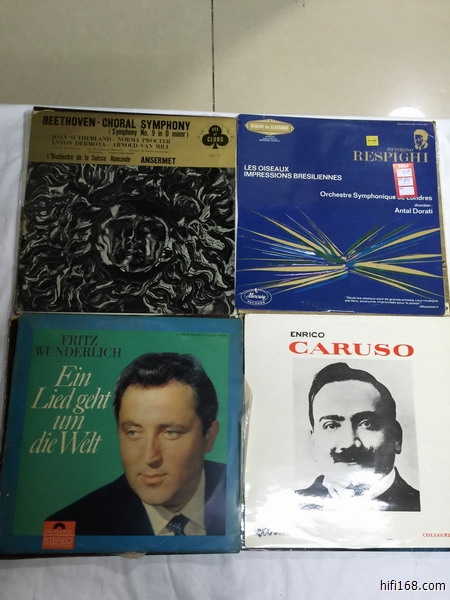 BEETHOVEN · CHORAL SYMPHONY
(Symphony No. 9 in D minor)
JOAN SUTHERLAND · NORMA PROCTER
ANTON DERMOTA · ARNOLD VAN MILL
L'Orchestre de la Suisse Romande ANSERMET
ACE
CLUBS
OTTORINO
RESPIGHI
LES OISEAUX
IMPRESSIONS BRESILIENNES
Orchestre Symphonique de Londres
direction:
Antal Dorati
Mercury
FRITZ
WUNDERLICH
Ein
Lied geht
um
die Welt
STEREO
ENRICO
CARUSO
COLLECT
hifi168.com